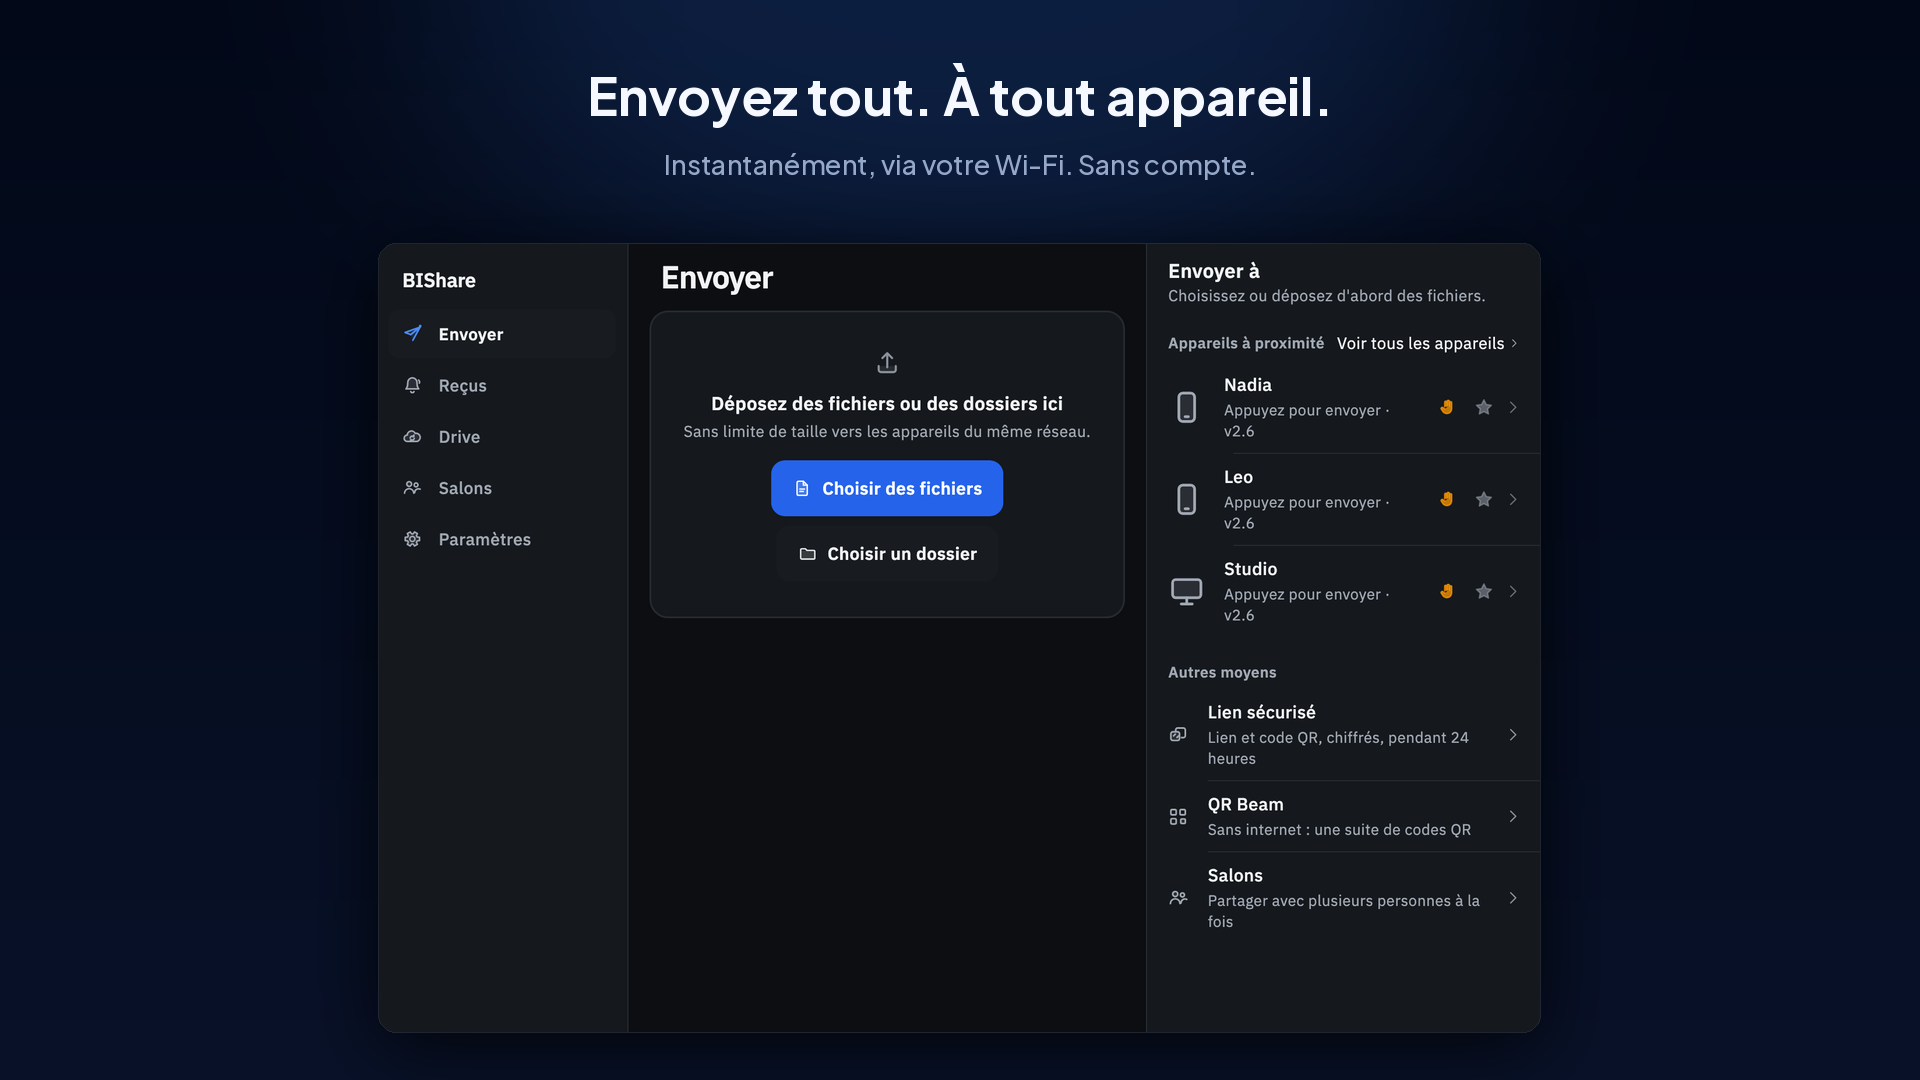 Envoyez tout. À tout appareil.
Instantanément, via votre Wi-Fi. Sans compte.
BIShare
Envoyer
Reçus
Drive
Salons
Paramètres
Envoyer
Déposez des fichiers ou des dossiers ici
Sans limite de taille vers les appareils du même réseau.
Choisir des fichiers
Choisir un dossier
Envoyer à
Choisissez ou déposez d'abord des fichiers.
Appareils à proximité Voir tous les appareils
Nadia
Appuyez pour envoyer ·
v2.6
Leo
Appuyez pour envoyer ·
v2.6
Studio
Appuyez pour envoyer ·
v2.6
Autres moyens
Lien sécurisé
Lien et code QR, chiffrés, pendant 24
heures
QR Beam
Sans internet : une suite de codes QR
Salons
Partager avec plusieurs personnes à la
fois